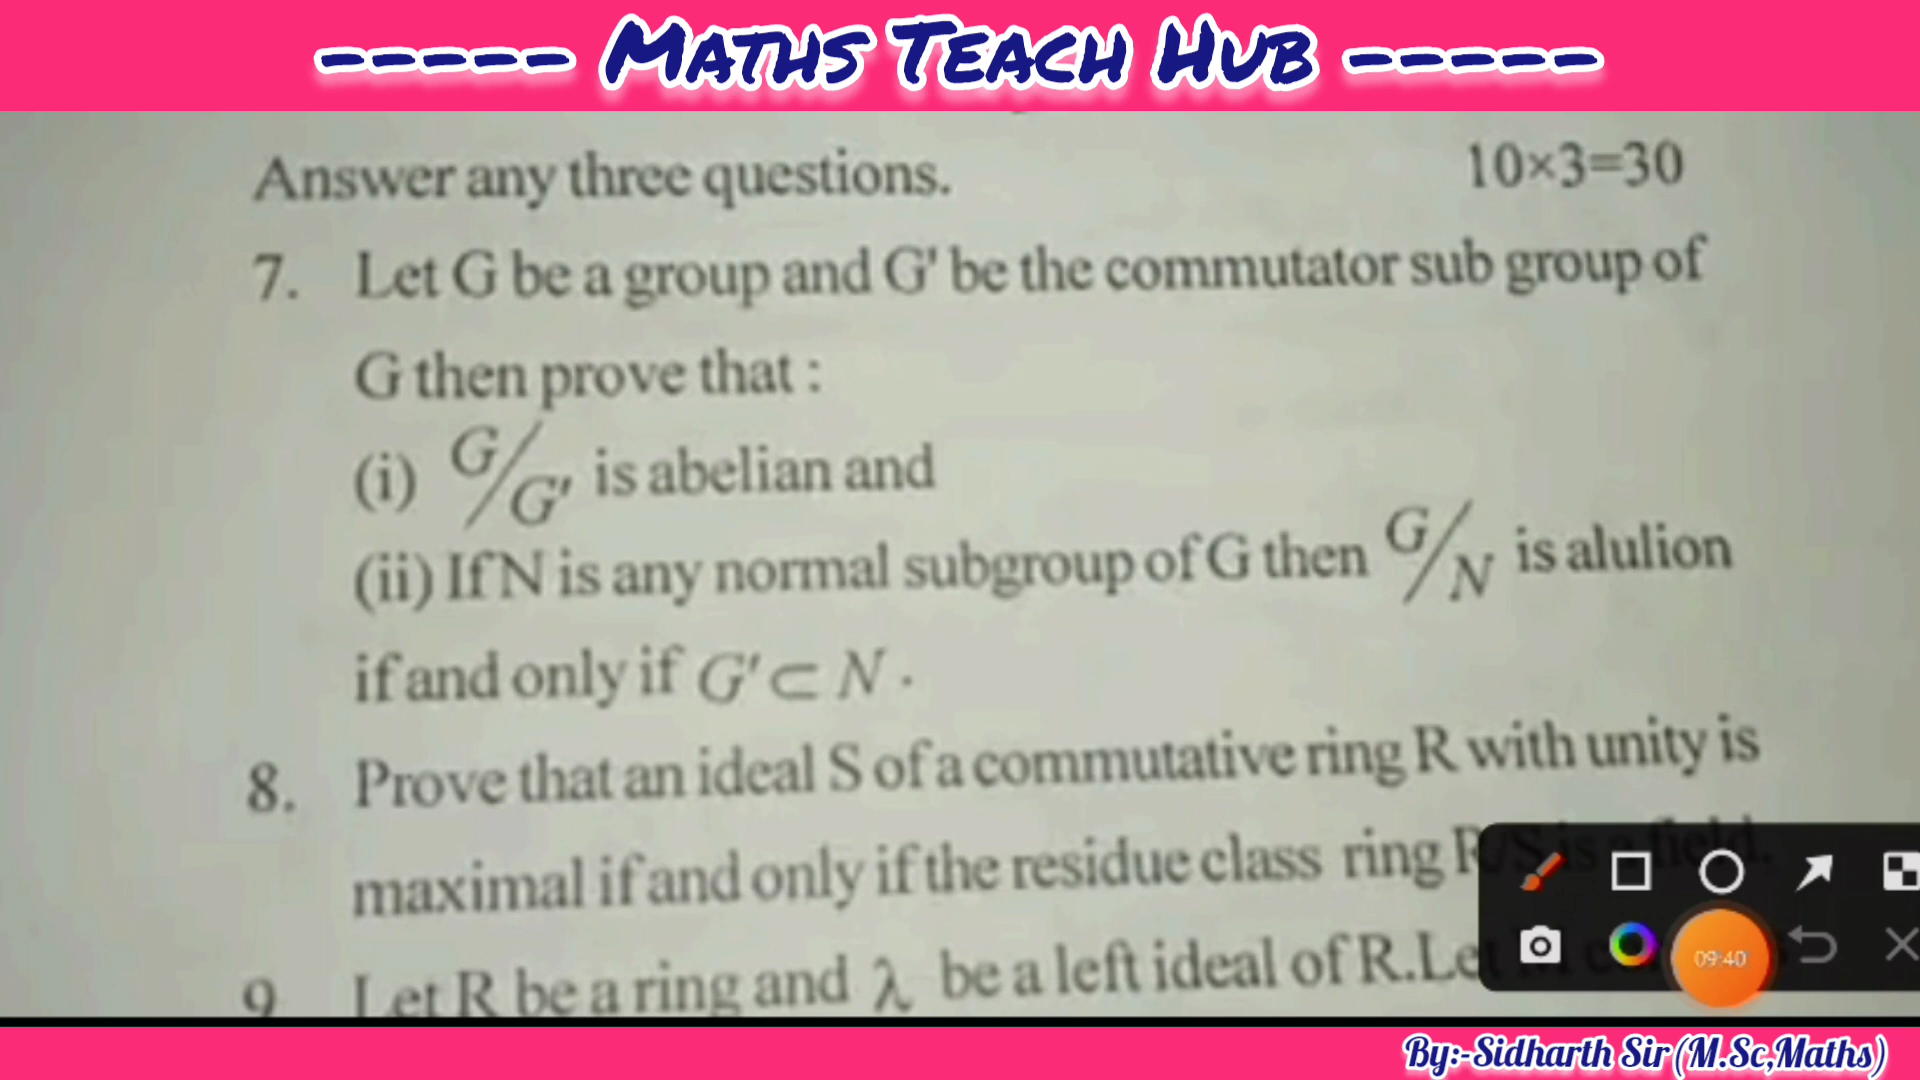 ----- MATHS TEACH HUB -----
Answer any three questions. 10×3=30
7. Let G be a group and G' be the commutator sub group of
G then prove that :
(i) G/G' is abelian and
(ii) If N is any normal subgroup of G then G/N is alulion
if and only if G' ⊂ N .
8. Prove that an ideal S of a commutative ring R with unity is
maximal if and only if the residue class ring R/S is a field.
9 Let R be a ring and λ be a left ideal of R.Let
09:40
By:-Sidharth Sir (M.Sc,Maths)